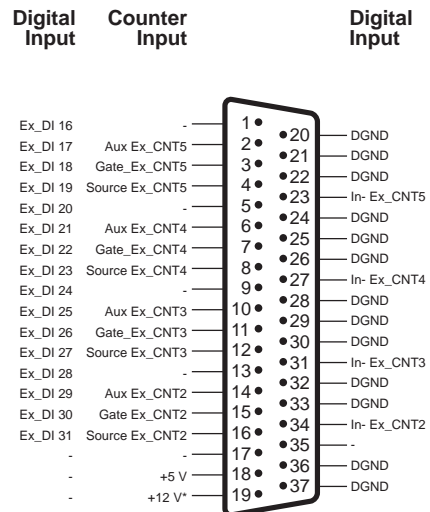 Digital Input
Counter Input
Digital Input
Ex_DI 16 - 1
Ex_DI 17 Aux Ex_CNT5 2
Ex_DI 18 Gate_Ex_CNT5 3
Ex_DI 19 Source Ex_CNT5 4
Ex_DI 20 - 5
Ex_DI 21 Aux Ex_CNT4 6
Ex_DI 22 Gate_Ex_CNT4 7
Ex_DI 23 Source Ex_CNT4 8
Ex_DI 24 - 9
Ex_DI 25 Aux Ex_CNT3 10
Ex_DI 26 Gate_Ex_CNT3 11
Ex_DI 27 Source Ex_CNT3 12
Ex_DI 28 - 13
Ex_DI 29 Aux Ex_CNT2 14
Ex_DI 30 Gate Ex_CNT2 15
Ex_DI 31 Source Ex_CNT2 16
- - 17
- +5 V 18
- +12 V* 19
20 DGND
21 DGND
22 DGND
23 In- Ex_CNT5
24 DGND
25 DGND
26 DGND
27 In- Ex_CNT4
28 DGND
29 DGND
30 DGND
31 In- Ex_CNT3
32 DGND
33 DGND
34 In- Ex_CNT2
35 -
36 DGND
37 DGND